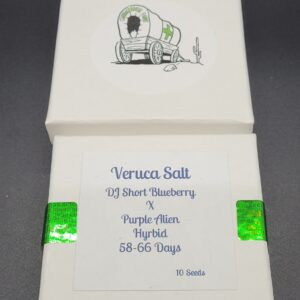 Veruca Salt
DJ Short Blueberry
X
Purple Alien
Hyrbid
58-66 Days
10 Seeds